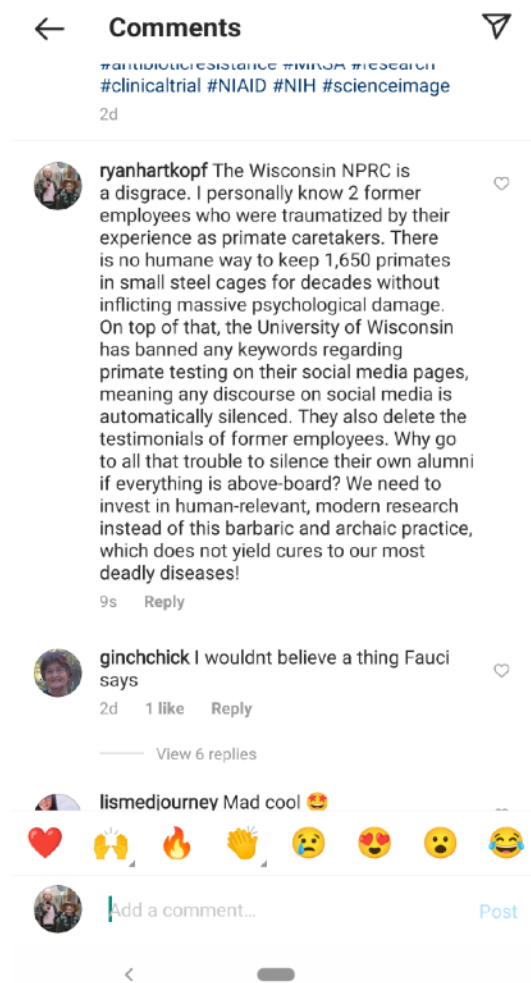 Comments
#antibioticresistance #MRSA #research
#clinicaltrial #NIAID #NIH #scienceimage
2d
ryanhartkopf The Wisconsin NPRC is
a disgrace. I personally know 2 former
employees who were traumatized by their
experience as primate caretakers. There
is no humane way to keep 1,650 primates
in small steel cages for decades without
inflicting massive psychological damage.
On top of that, the University of Wisconsin
has banned any keywords regarding
primate testing on their social media pages,
meaning any discourse on social media is
automatically silenced. They also delete the
testimonials of former employees. Why go
to all that trouble to silence their own alumni
if everything is above-board? We need to
invest in human-relevant, modern research
instead of this barbaric and archaic practice,
which does not yield cures to our most
deadly diseases!
9s Reply
ginchchick I wouldnt believe a thing Fauci
says
2d 1 like Reply
View 6 replies
lismedjourney Mad cool 🤩
Add a comment...
Post